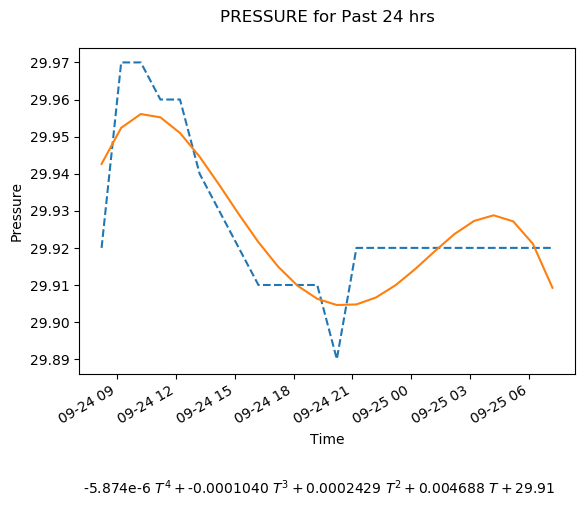 PRESSURE for Past 24 hrs
29.97
29.96
29.95
29.94
29.93
29.92
29.91
29.90
29.89
Pressure
09-24 09 09-24 12 09-24 15 09-24 18 09-24 21 09-25 00 09-25 03 09-25 06
Time
-5.874e-6 T⁴ + -0.0001040 T³ + 0.0002429 T² + 0.004688 T + 29.91